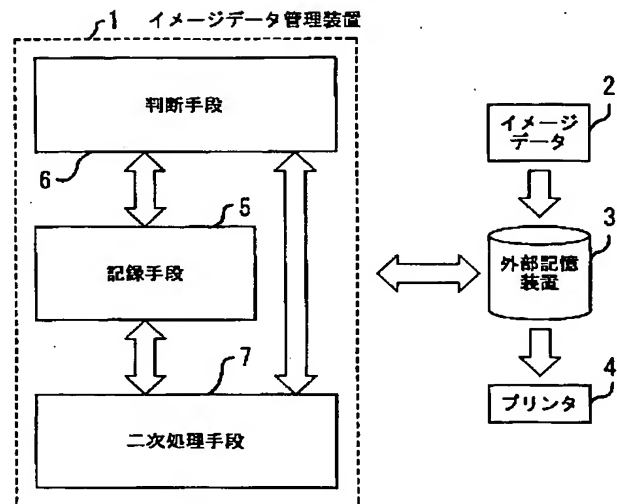 1 イメージデータ管理装置
判断手段
6
5
記録手段
7
二次処理手段
2
イメージ
データ
3
外部記憶
装置
4
プリンタ